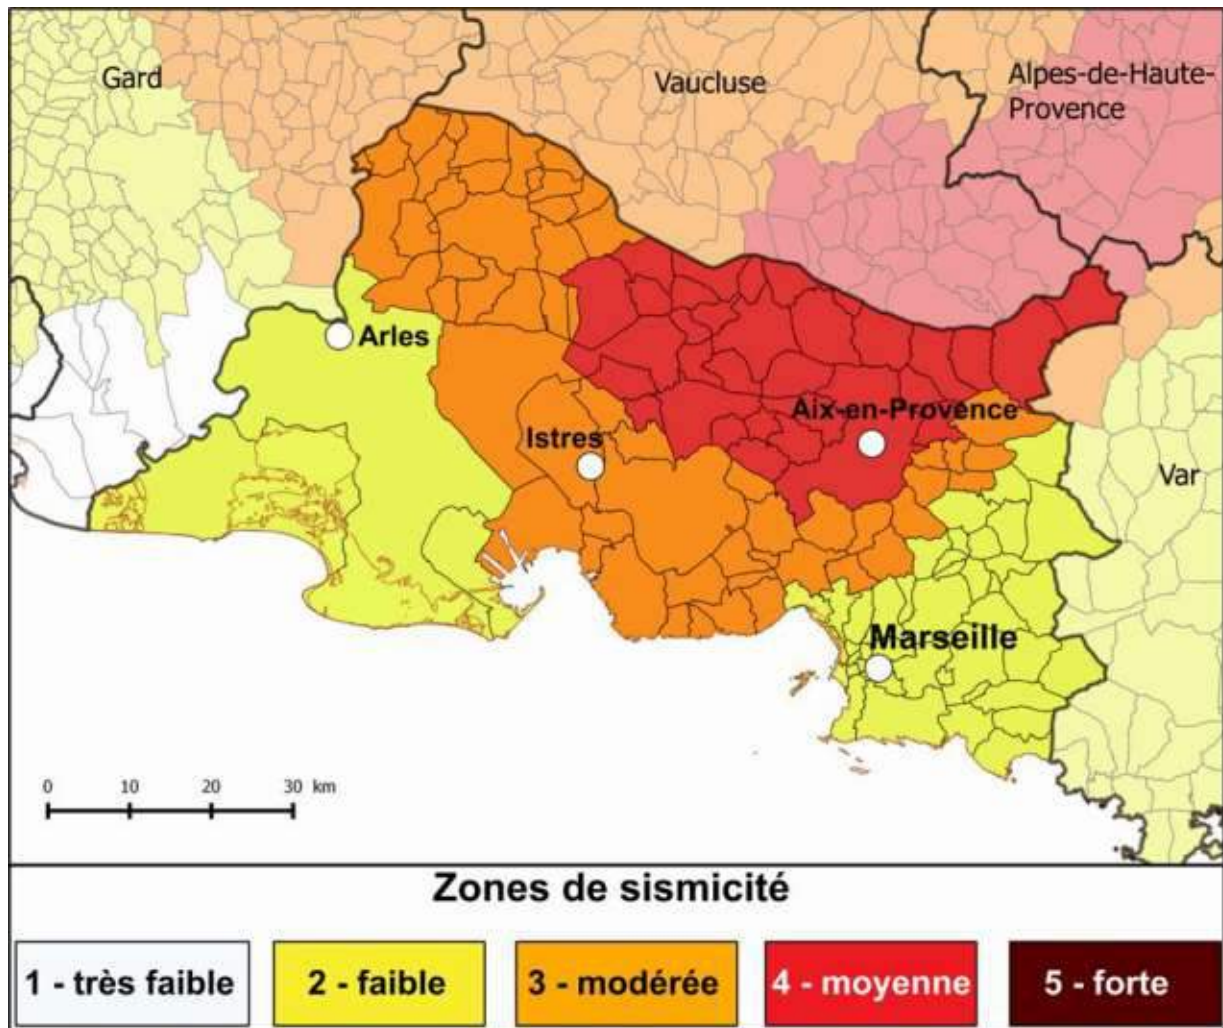 Gard
Vaucluse
Alpes-de-Haute-
Provence
Arles
Aix-en-Provence
Istres
Var
Marseille
0 10 20 30 km
Zones de sismicité
1 - très faible
2 - faible
3 - modérée
4 - moyenne
5 - forte